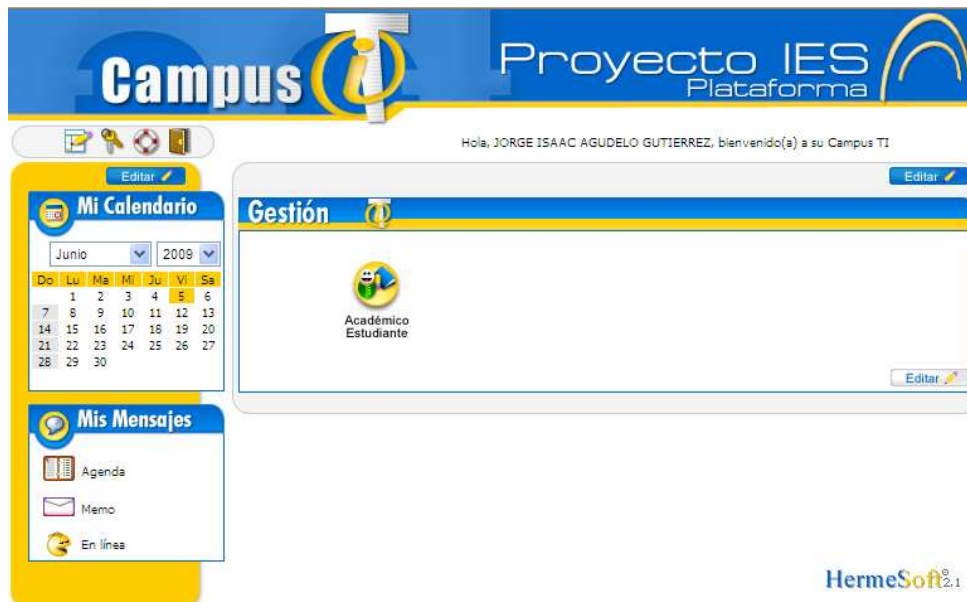 Campus TI
Proyecto IES
Plataforma
Hola, JORGE ISAAC AGUDELO GUTIERREZ, bienvenido(a) a su Campus TI
Editar
Editar
Mi Calendario
Gestión TI
Junio 2009
Do Lu Ma Mi Ju Vi Sa
1 2 3 4 5 6
7 8 9 10 11 12 13
14 15 16 17 18 19 20
21 22 23 24 25 26 27
28 29 30
Académico
Estudiante
Editar
Mis Mensajes
Agenda
Memo
En línea
HermeSoft® 2.1